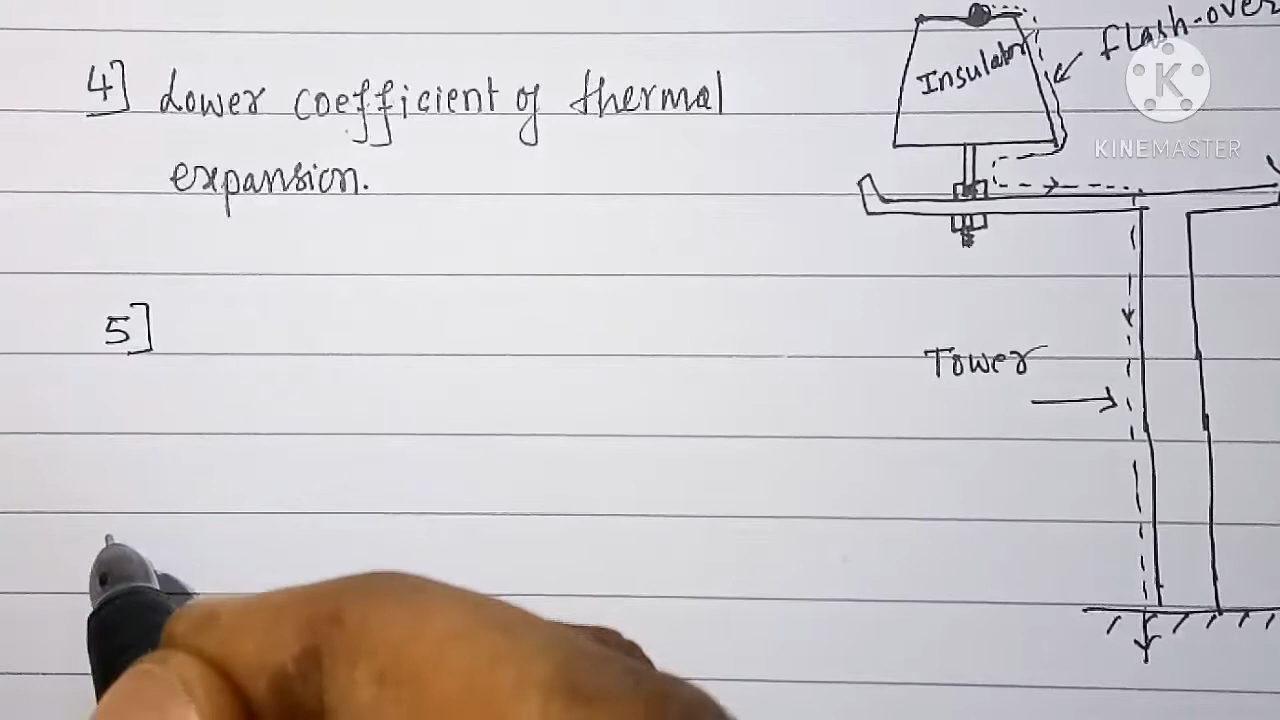 4] Lower coefficient of thermal
expansion.
5]
Insulator
flash-over
K
KINEMASTER
Tower